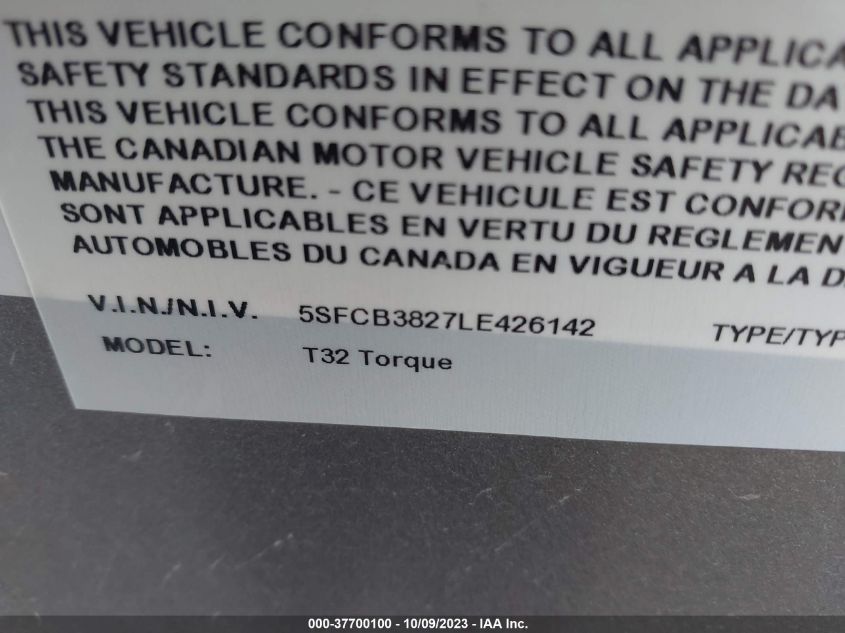 THIS VEHICLE CONFORMS TO ALL APPLICA
SAFETY STANDARDS IN EFFECT ON THE DA
THIS VEHICLE CONFORMS TO ALL APPLICAB
THE CANADIAN MOTOR VEHICLE SAFETY REG
MANUFACTURE. - CE VEHICULE EST CONFOR
SONT APPLICABLES EN VERTU DU REGLEMEN
AUTOMOBLES DU CANADA EN VIGUEUR A LA D
V.I.N./N.I.V. 5SFCB3827LE426142 TYPE/TYP
MODEL: T32 Torque
000-37700100 - 10/09/2023 - IAA Inc.